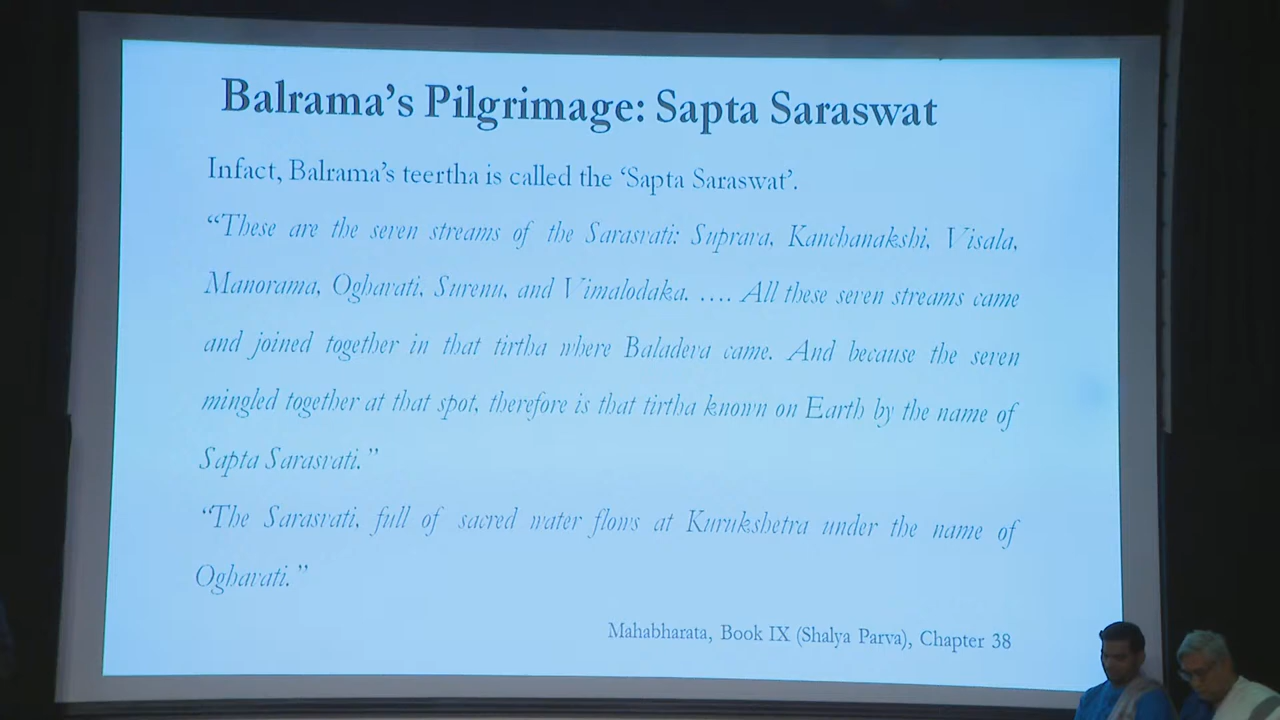 Balrama's Pilgrimage: Sapta Saraswat
Infact, Balrama's teertha is called the ‘Sapta Saraswat’.
“These are the seven streams of the Sarasvati: Suprava, Kanchanakshi, Visala,
Manorama, Oghavati, Surenu, and Vimalodaka. …. All these seven streams came
and joined together in that tirtha where Baladeva came. And because the seven
mingled together at that spot, therefore is that tirtha known on Earth by the name of
Sapta Sarasvati.”
“The Sarasvati, full of sacred water flows at Kurukshetra under the name of
Oghavati.”
Mahabharata, Book IX (Shalya Parva), Chapter 38